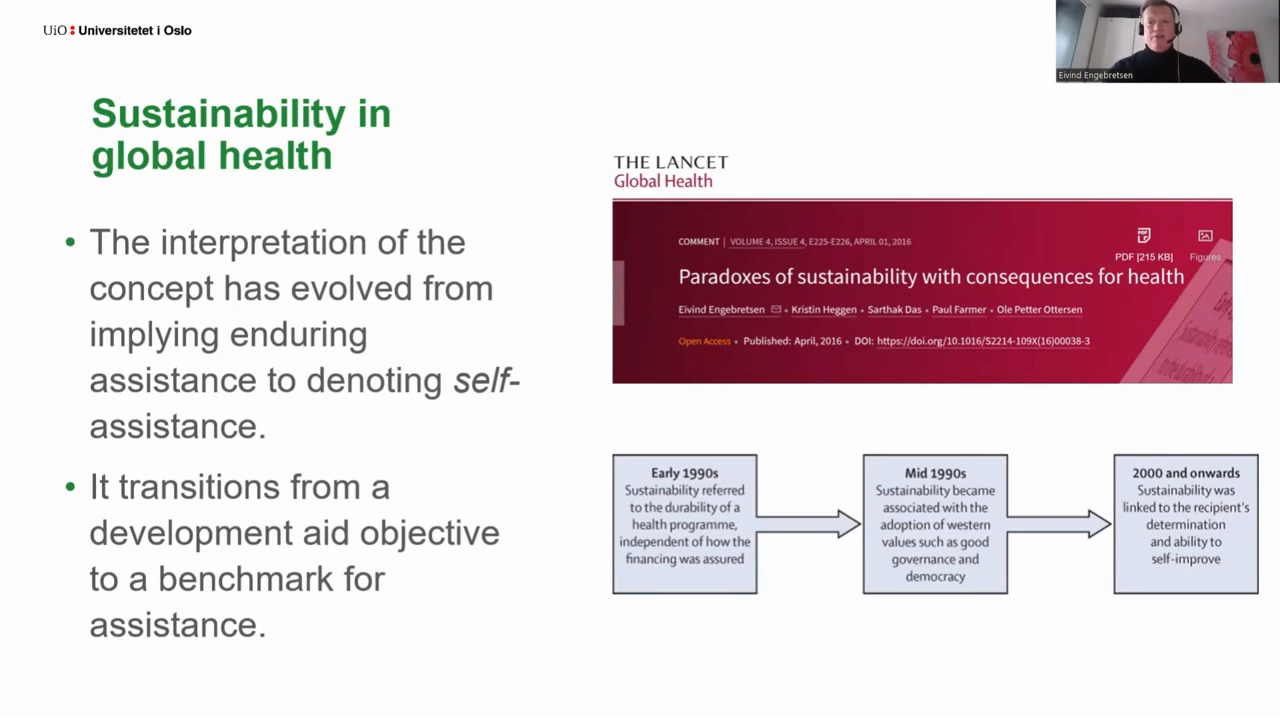 UiO Universitetet i Oslo
Eivind Engebretsen
Sustainability in
global health
• The interpretation of the
concept has evolved from
implying enduring
assistance to denoting self-
assistance.
• It transitions from a
development aid objective
to a benchmark for
assistance.
THE LANCET
Global Health
COMMENT | VOLUME 4, ISSUE 4, E225-E226, APRIL 01, 2016
PDF [215 KB] Figures
Paradoxes of sustainability with consequences for health
Eivind Engebretsen • Kristin Heggen • Sarthak Das • Paul Farmer • Ole Petter Ottersen
Open Access • Published: April, 2016 • DOI: https://doi.org/10.1016/S2214-109X(16)00038-3
Early 1990s
Sustainability referred
to the durability of a
health programme,
independent of how the
financing was assured
Mid 1990s
Sustainability became
associated with the
adoption of western
values such as good
governance and
democracy
2000 and onwards
Sustainability was
linked to the recipient's
determination
and ability to
self-improve